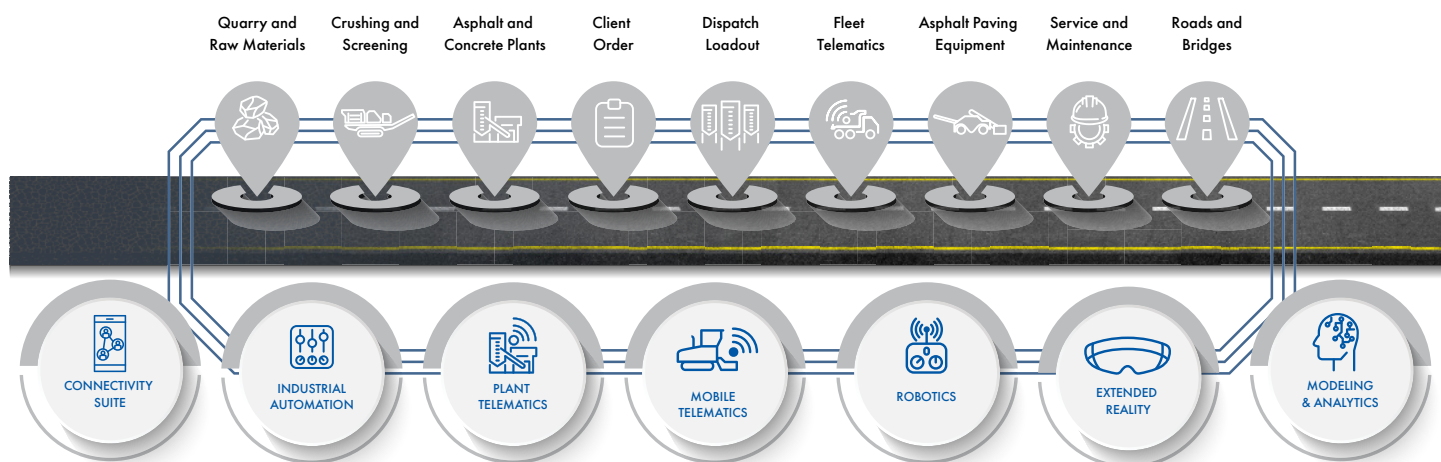 Quarry and
Raw Materials
Crushing and
Screening
Asphalt and
Concrete Plants
Client
Order
Dispatch
Loadout
Fleet
Telematics
Asphalt Paving
Equipment
Service and
Maintenance
Roads and
Bridges
CONNECTIVITY
SUITE
INDUSTRIAL
AUTOMATION
PLANT
TELEMATICS
MOBILE
TELEMATICS
ROBOTICS
EXTENDED
REALITY
MODELING
& ANALYTICS